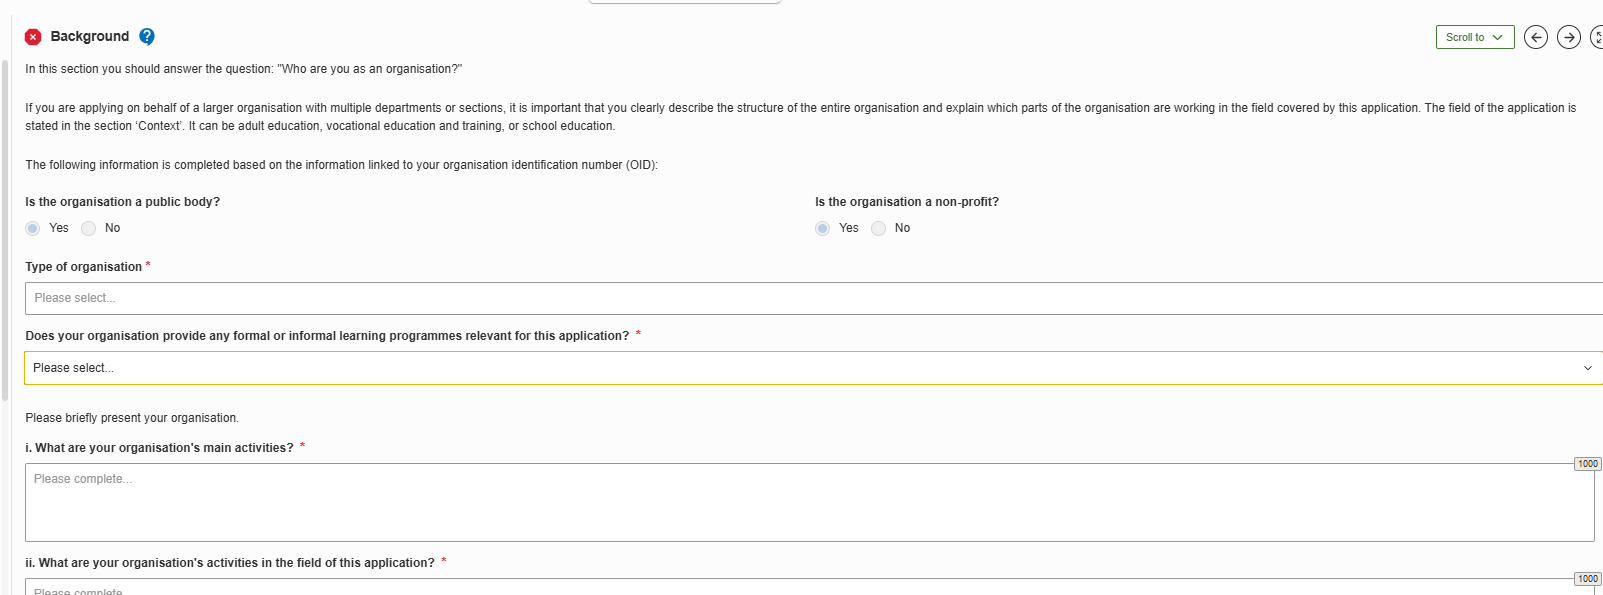 Background ?
Scroll to
In this section you should answer the question: "Who are you as an organisation?"
If you are applying on behalf of a larger organisation with multiple departments or sections, it is important that you clearly describe the structure of the entire organisation and explain which parts of the organisation are working in the field covered by this application. The field of the application is
stated in the section ‘Context’. It can be adult education, vocational education and training, or school education.
The following information is completed based on the information linked to your organisation identification number (OID):
Is the organisation a public body?
Is the organisation a non-profit?
Yes No
Yes No
Type of organisation *
Please select...
Does your organisation provide any formal or informal learning programmes relevant for this application? *
Please select...
Please briefly present your organisation.
i. What are your organisation's main activities? *
1000
Please complete...
ii. What are your organisation's activities in the field of this application? *
1000
Please complete